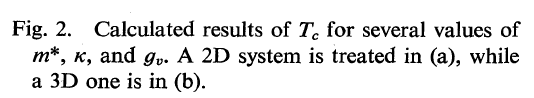 Fig. 2. Calculated results of T_c for several values of
m*, κ, and g_v. A 2D system is treated in (a), while
a 3D one is in (b).